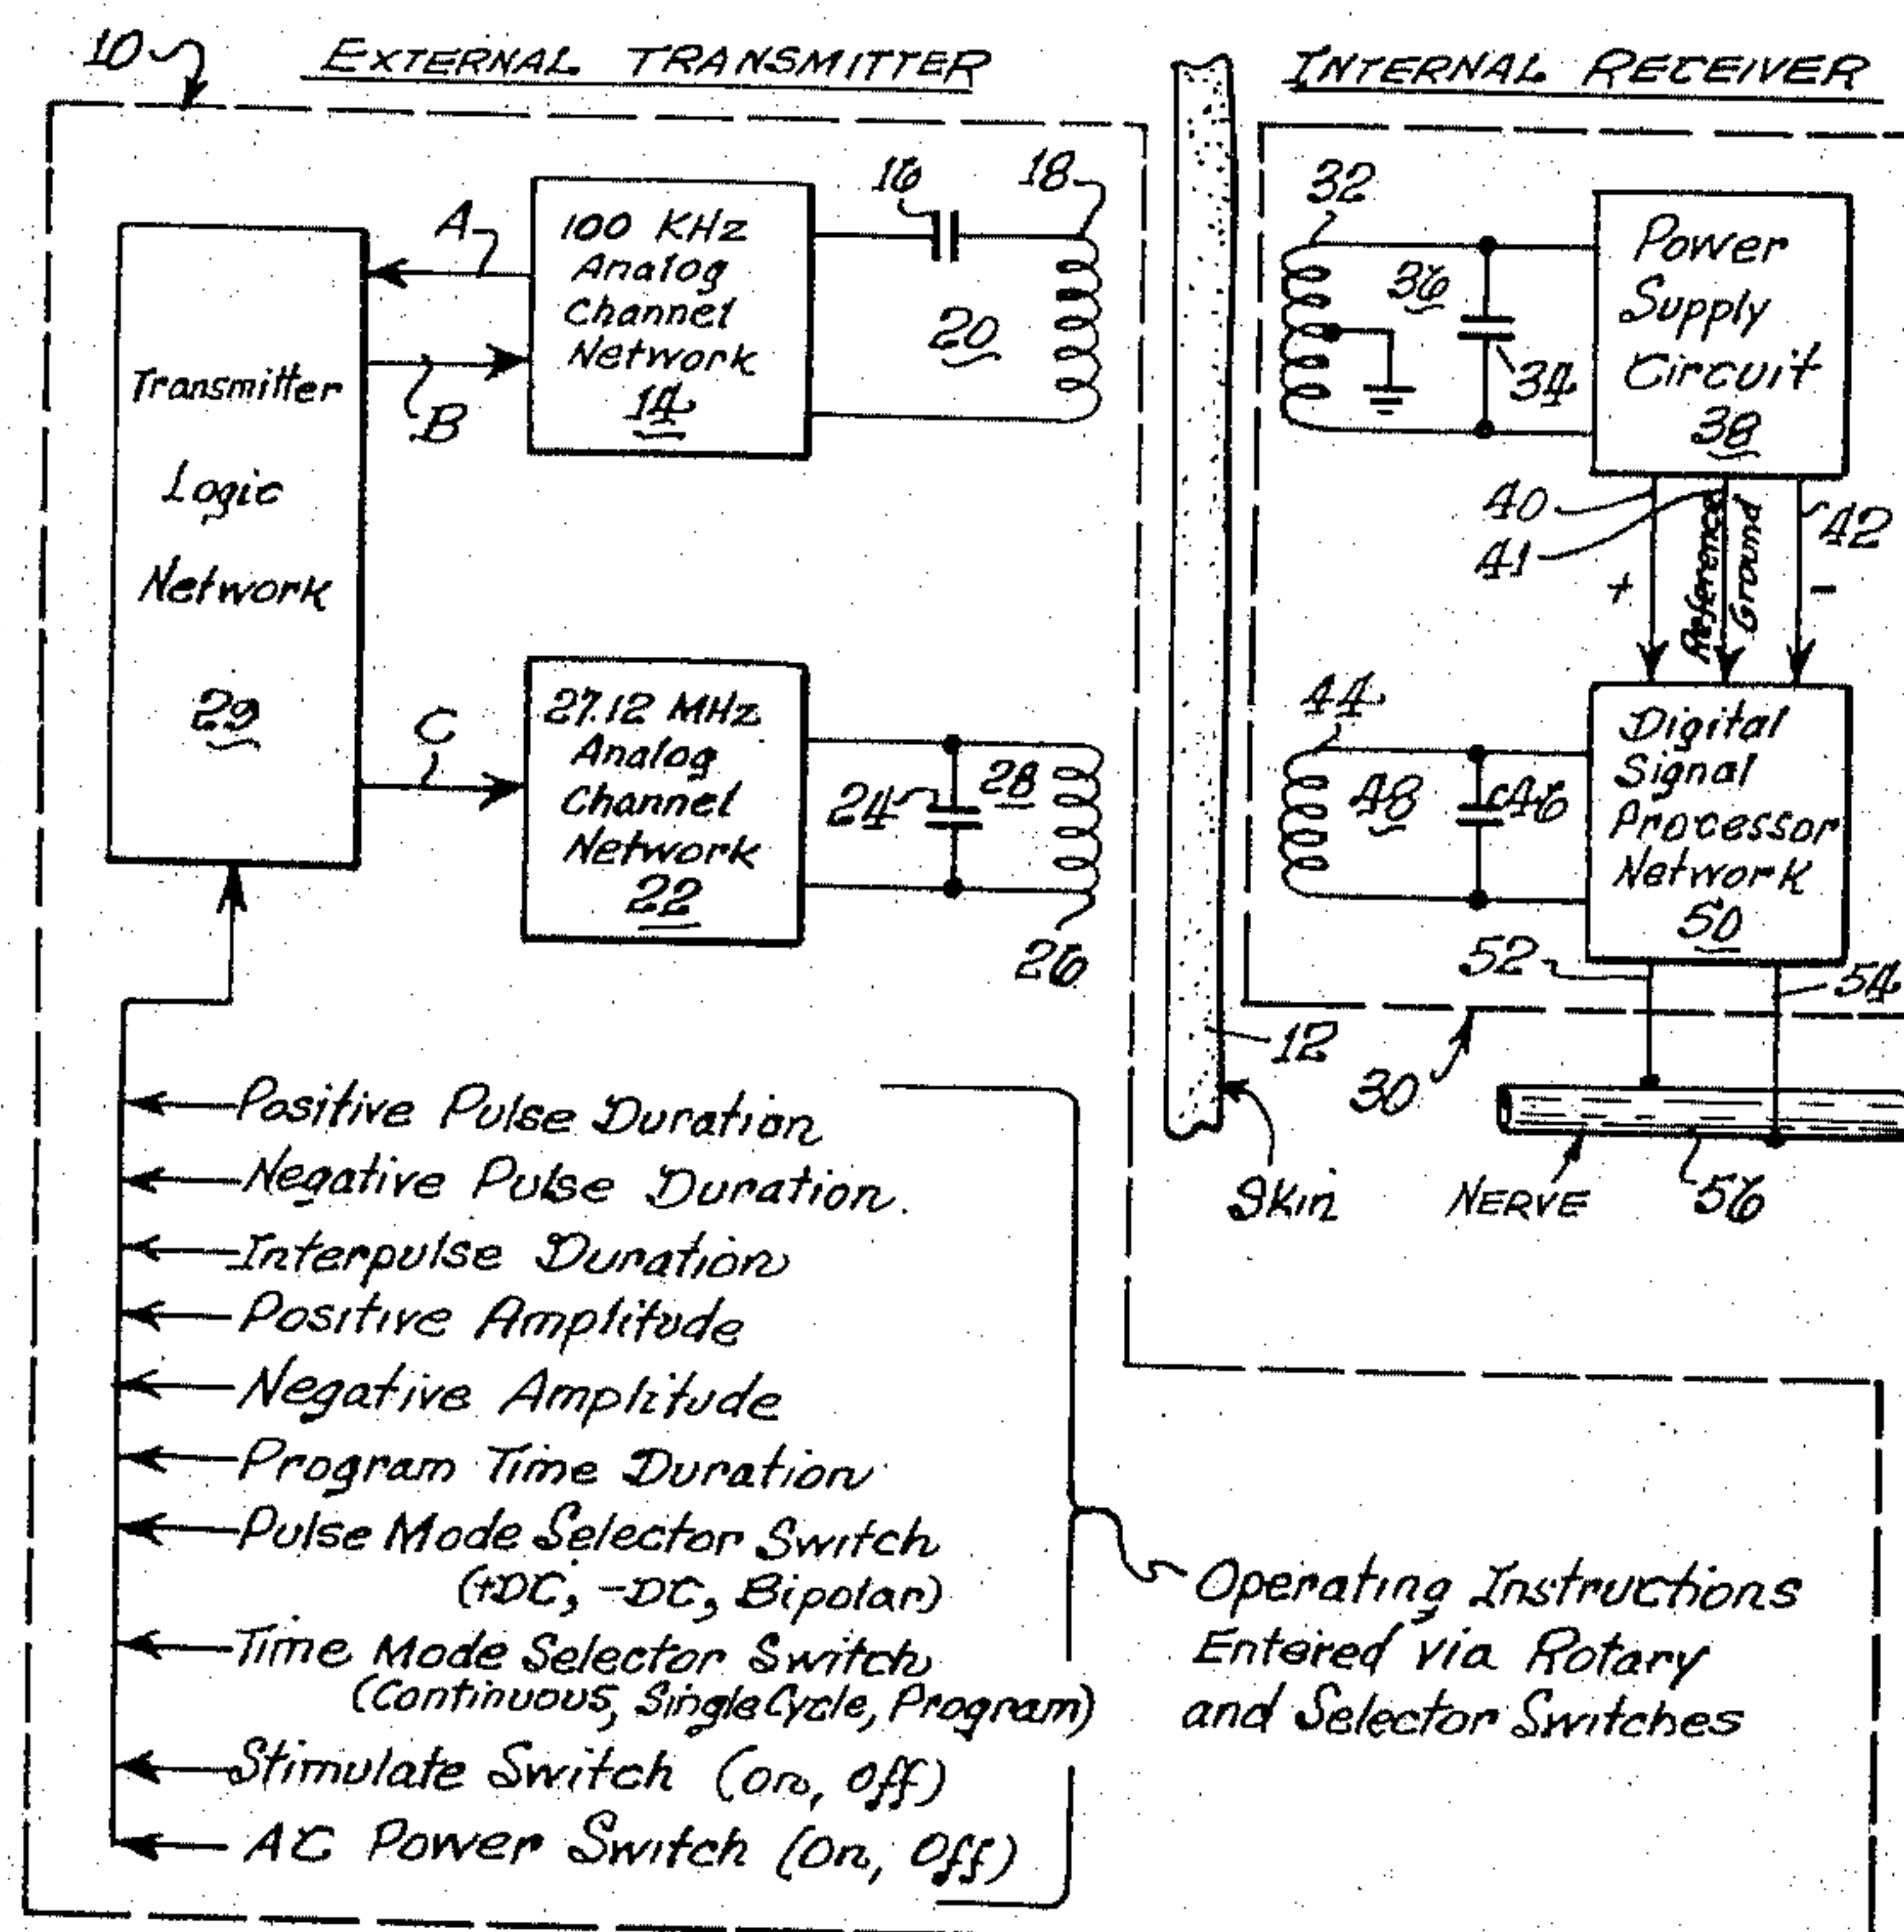 10
EXTERNAL TRANSMITTER
INTERNAL RECEIVER
Transmitter
Logic
Network
29
A
B
C
100 KHz
Analog
Channel
Network
14
16
18
20
27.12 MHz
Analog
Channel
Network
22
24
28
26
32
36
34
Power
Supply
Circuit
38
40
41
42
+
Reference
Ground
-
44
48
46
Digital
Signal
Processor
Network
50
52
54
12
30
Skin
NERVE
56
Positive Pulse Duration
Negative Pulse Duration.
Interpulse Duration
Positive Amplitude
Negative Amplitude
Program Time Duration
Pulse Mode Selector Switch
(+DC, -DC, Bipolar)
Time Mode Selector Switch
(Continuous, Single Cycle, Program)
Stimulate Switch (on, off)
AC Power Switch (On, Off)
Operating Instructions
Entered via Rotary
and Selector Switches